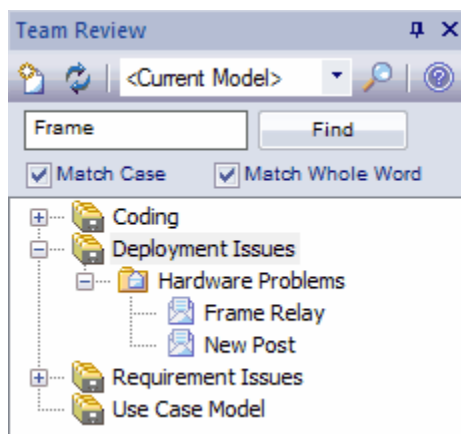 Team Review
<Current Model>
Frame
Find
Match Case
Match Whole Word
Coding
Deployment Issues
Hardware Problems
Frame Relay
New Post
Requirement Issues
Use Case Model